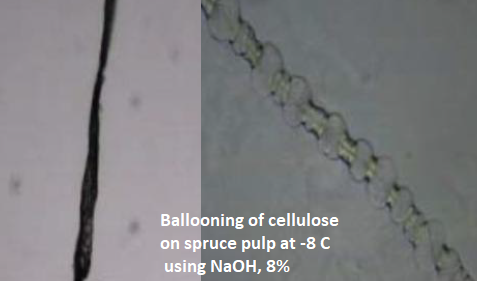 Ballooning of cellulose
on spruce pulp at -8 C
using NaOH, 8%